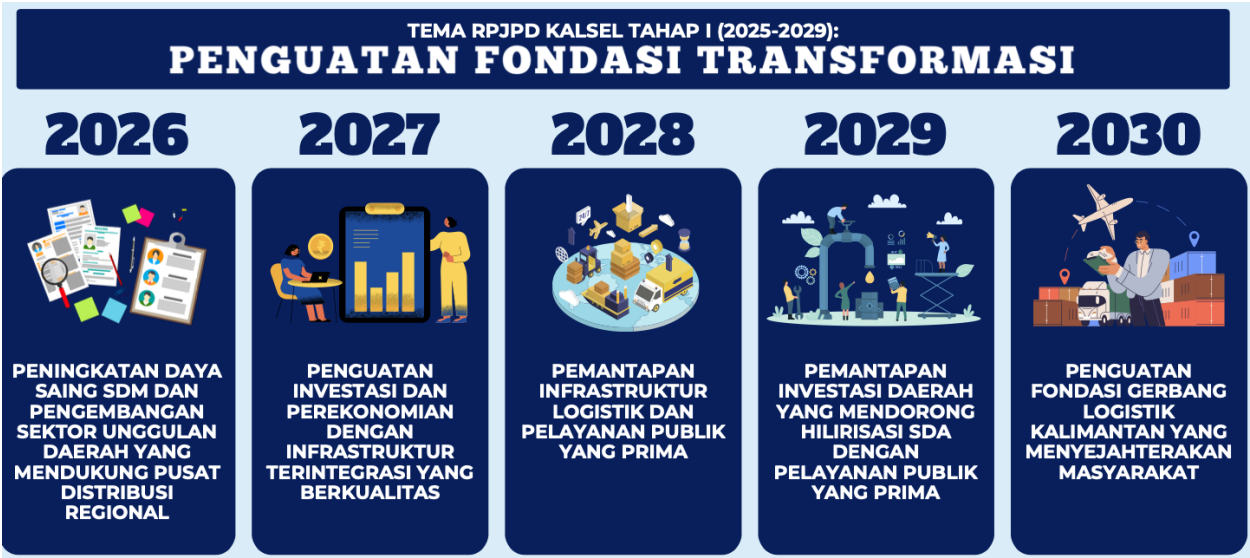 TEMA RPJPD KALSEL TAHAP I (2025-2029):
PENGUATAN FONDASI TRANSFORMASI
2026
PENINGKATAN DAYA
SAING SDM DAN
PENGEMBANGAN
SEKTOR UNGGULAN
DAERAH YANG
MENDUKUNG PUSAT
DISTRIBUSI
REGIONAL
2027
PENGUATAN
INVESTASI DAN
PEREKONOMIAN
DENGAN
INFRASTRUKTUR
TERINTEGRASI YANG
BERKUALITAS
2028
24/7
PEMANTAPAN
INFRASTRUKTUR
LOGISTIK DAN
PELAYANAN PUBLIK
YANG PRIMA
2029
PEMANTAPAN
INVESTASI DAERAH
YANG MENDORONG
HILIRISASI SDA
DENGAN
PELAYANAN PUBLIK
YANG PRIMA
2030
PENGUATAN
FONDASI GERBANG
LOGISTIK
KALIMANTAN YANG
MENYEJAHTERAKAN
MASYARAKAT